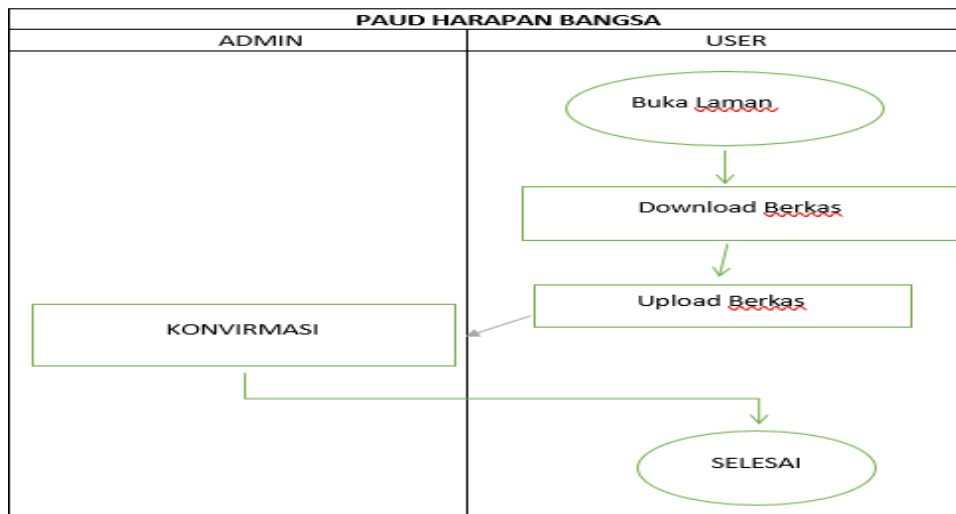 PAUD HARAPAN BANGSA
ADMIN
USER
Buka Laman
Download Berkas
Upload Berkas
KONVIRMASI
SELESAI